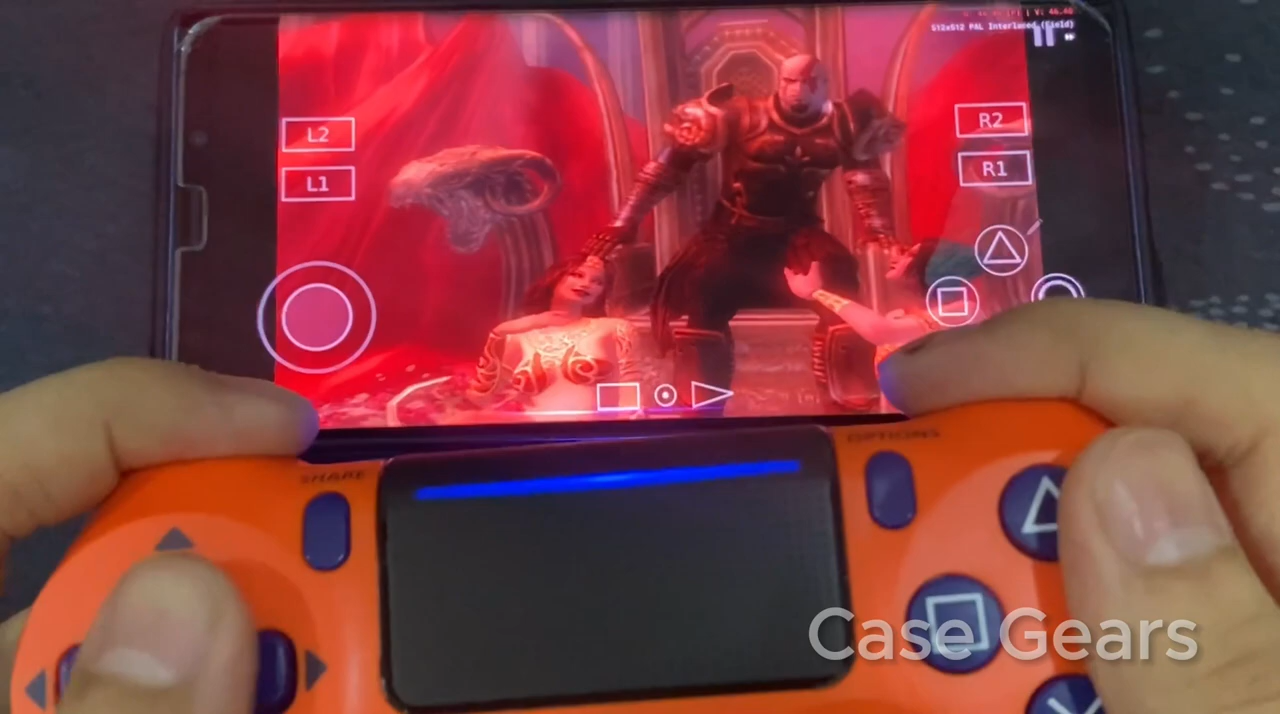 512x512 PAL Interlaced (Field)
L2
R2
L1
R1
SHARE
OPTIONS
Case Gears